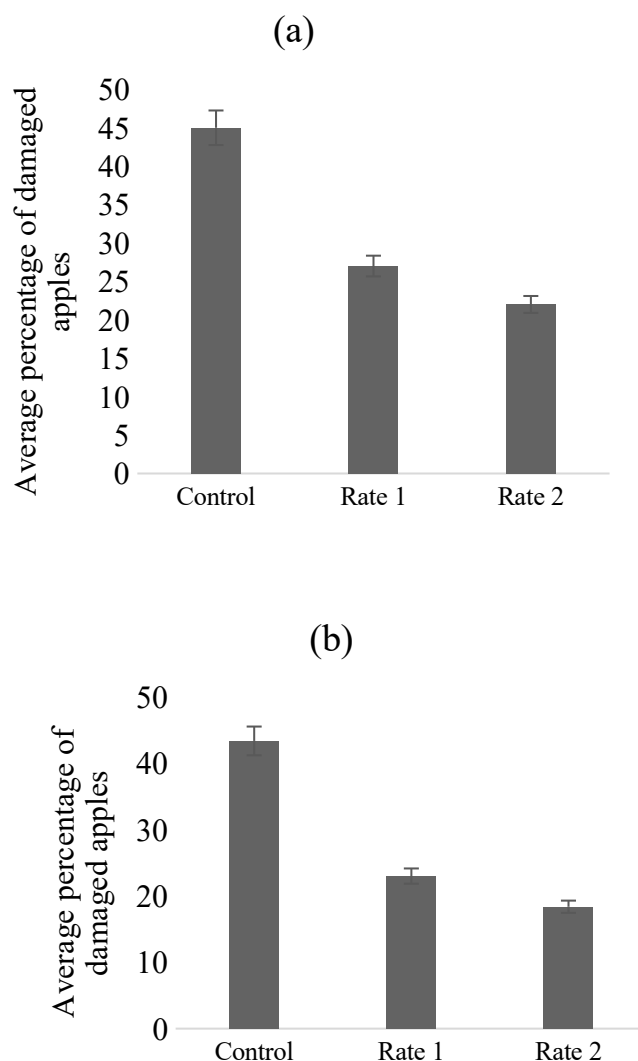 (a)
Average percentage of damaged
apples
50
45
40
35
30
25
20
15
10
5
0
Control
Rate 1
Rate 2
(b)
Average percentage of
damaged apples
50
40
30
20
10
0
Control
Rate 1
Rate 2